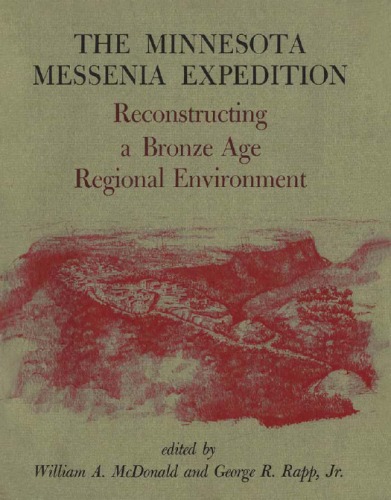 THE MINNESOTA
MESSENIA EXPEDITION
Reconstructing
a Bronze Age
Regional Environment
edited by
William A. McDonald and George R. Rapp, Jr.